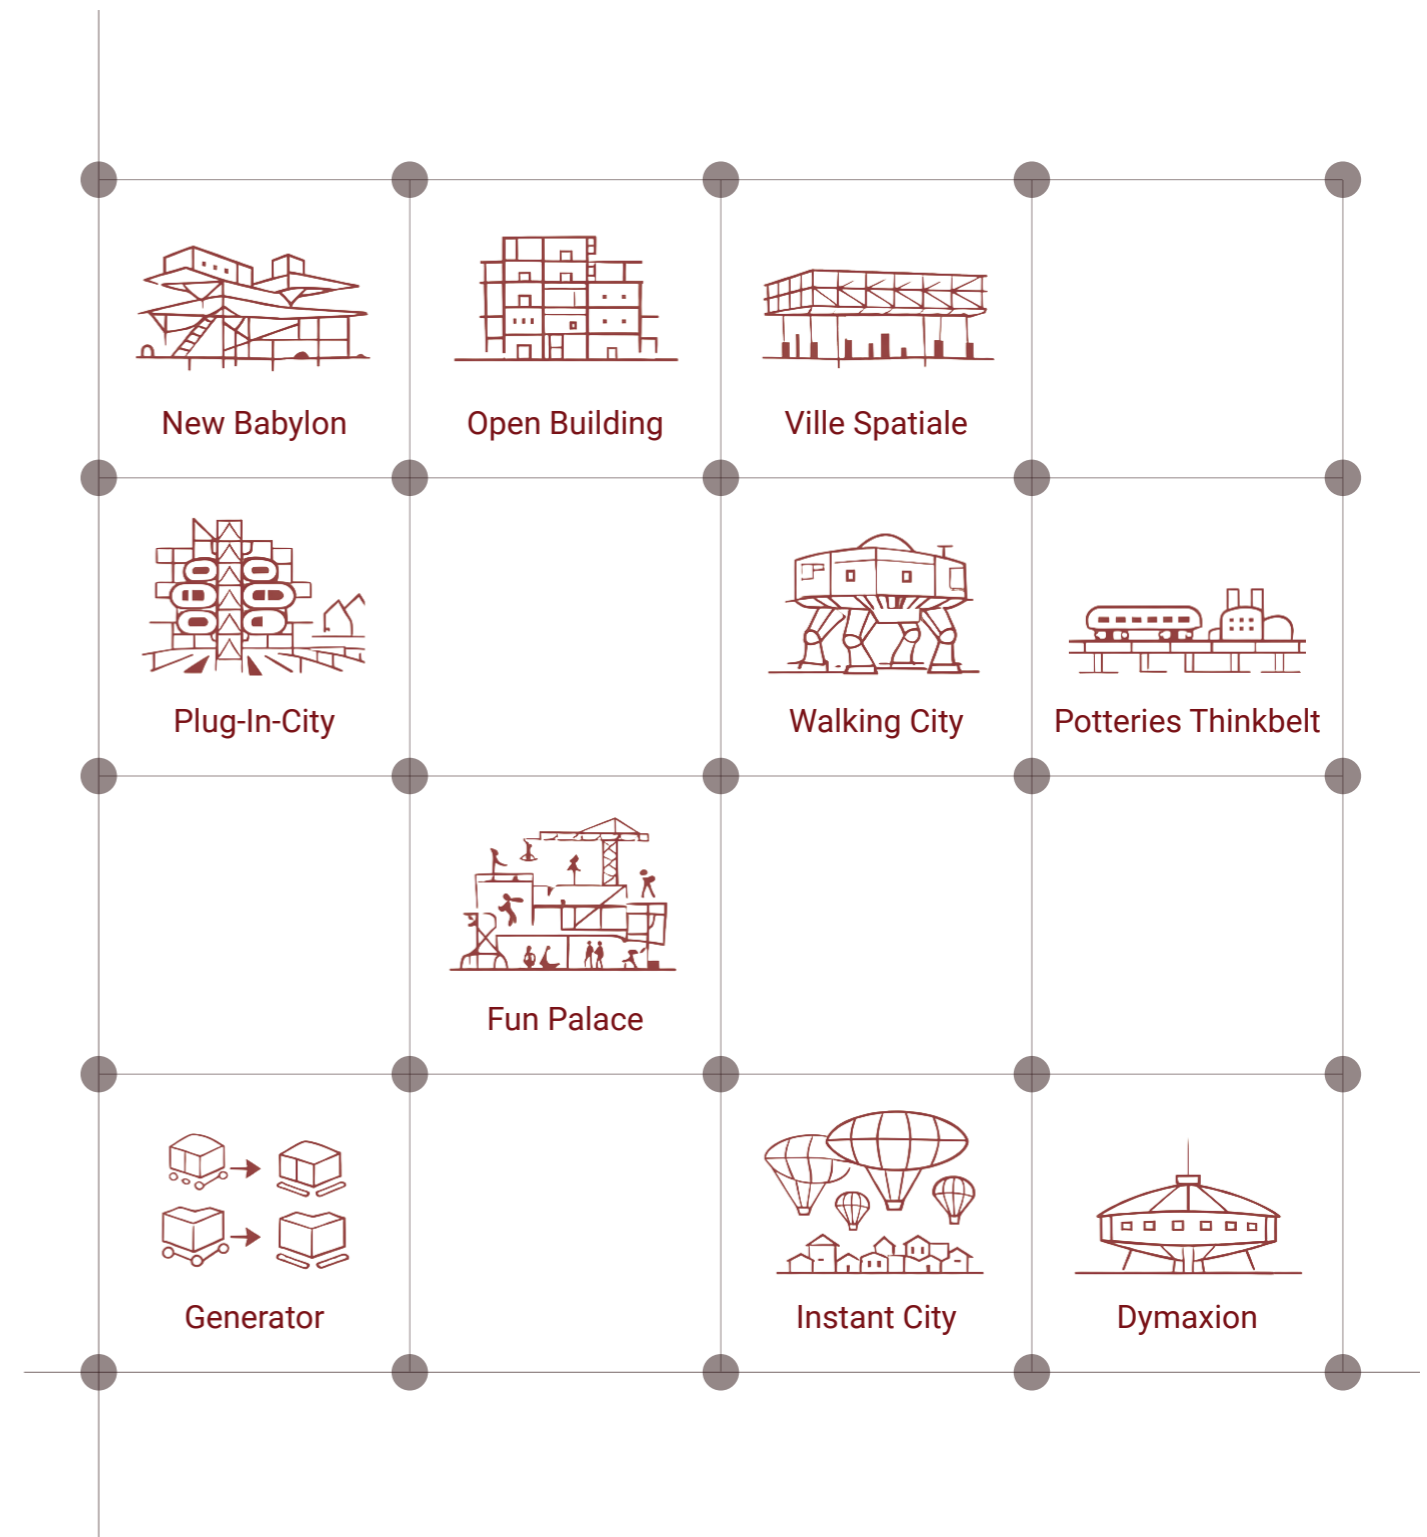 New Babylon
Open Building
Ville Spatiale
Plug-In-City
Walking City
Potteries Thinkbelt
Fun Palace
Generator
Instant City
Dymaxion